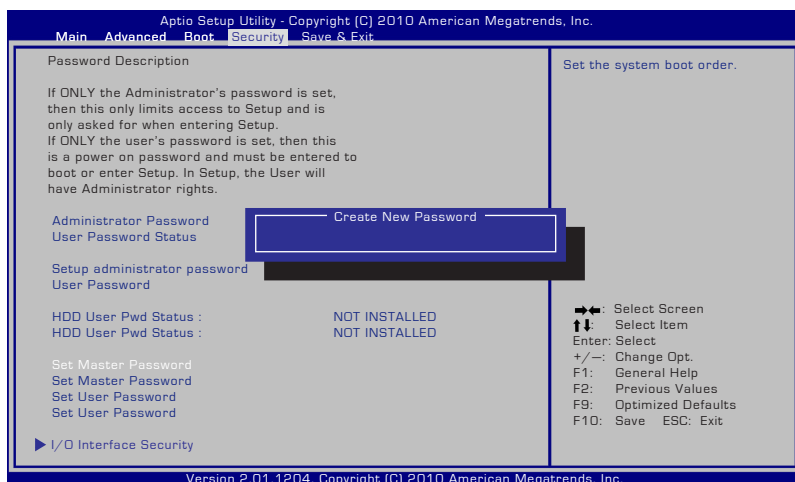 Aptio Setup Utility - Copyright (C) 2010 American Megatrends, Inc.
Main Advanced Boot Security Save & Exit
Password Description
If ONLY the Administrator's password is set,
then this only limits access to Setup and is
only asked for when entering Setup.
If ONLY the user's password is set, then this
is a power on password and must be entered to
boot or enter Setup. In Setup, the User will
have Administrator rights.
Administrator Password
User Password Status
Create New Password
Setup administrator password
User Password
HDD User Pwd Status : NOT INSTALLED
HDD User Pwd Status : NOT INSTALLED
Set Master Password
Set Master Password
Set User Password
Set User Password
I/O Interface Security
Set the system boot order.
→←: Select Screen
↑↓: Select Item
Enter: Select
+/—: Change Opt.
F1: General Help
F2: Previous Values
F9: Optimized Defaults
F10: Save ESC: Exit
Version 2.01.1204. Copyright (C) 2010 American Megatrends, Inc.